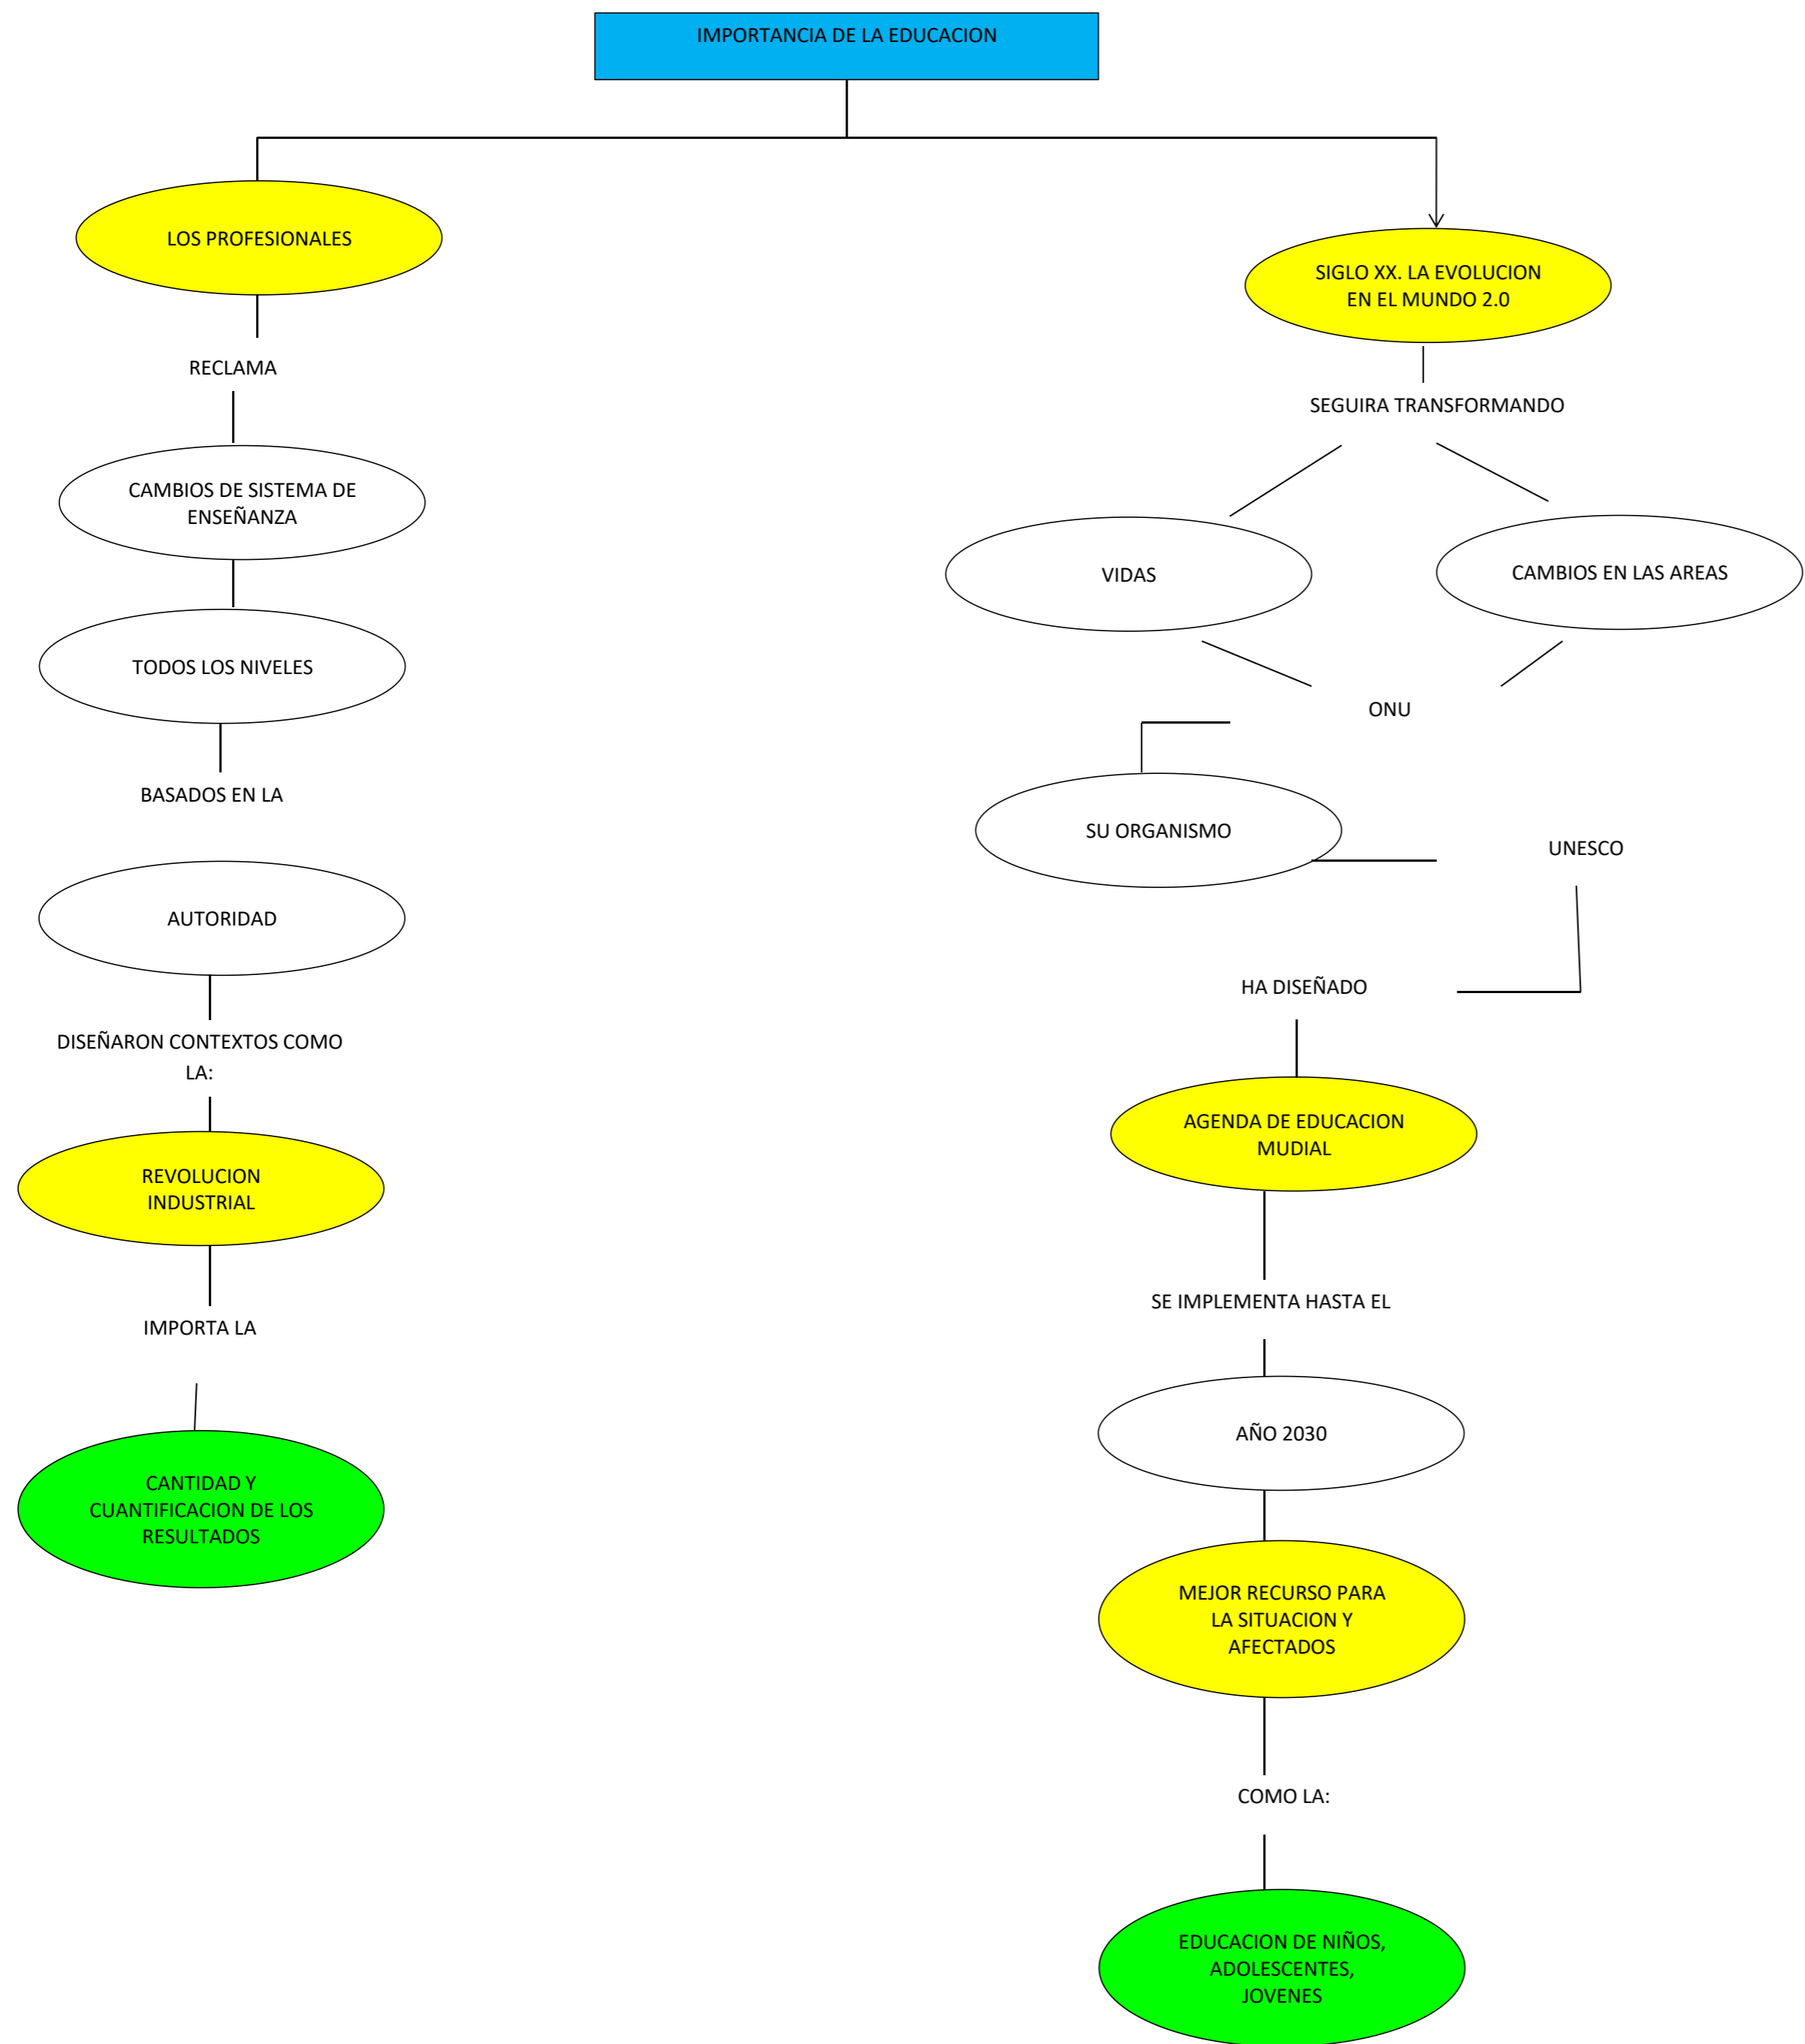 IMPORTANCIA DE LA EDUCACION
LOS PROFESIONALES
RECLAMA
CAMBIOS DE SISTEMA DE
ENSEÑANZA
TODOS LOS NIVELES
BASADOS EN LA
AUTORIDAD
DISEÑARON CONTEXTOS COMO
LA:
REVOLUCION
INDUSTRIAL
IMPORTA LA
CANTIDAD Y
CUANTIFICACION DE LOS
RESULTADOS
SIGLO XX. LA EVOLUCION
EN EL MUNDO 2.0
SEGUIRA TRANSFORMANDO
VIDAS
CAMBIOS EN LAS AREAS
ONU
SU ORGANISMO
UNESCO
HA DISEÑADO
AGENDA DE EDUCACION
MUDIAL
SE IMPLEMENTA HASTA EL
AÑO 2030
MEJOR RECURSO PARA
LA SITUACION Y
AFECTADOS
COMO LA:
EDUCACION DE NIÑOS,
ADOLESCENTES,
JOVENES